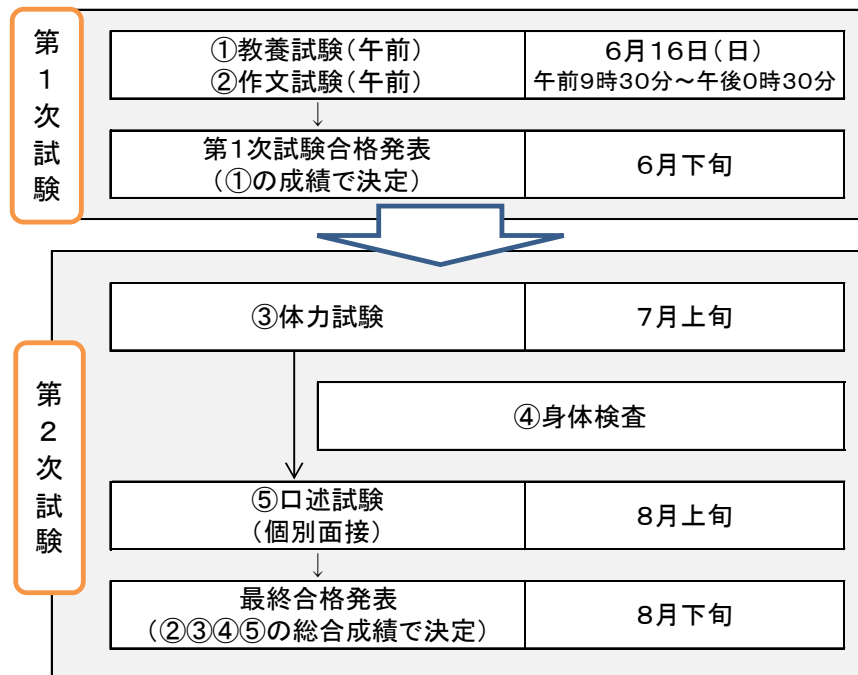 第1次試験
①教養試験(午前)
②作文試験(午前)
6月16日(日)
午前9時30分~午後0時30分
↓
第1次試験合格発表
(①の成績で決定)
6月下旬
第2次試験
③体力試験
7月上旬
④身体検査
⑤口述試験
(個別面接)
8月上旬
↓
最終合格発表
(②③④⑤の総合成績で決定)
8月下旬